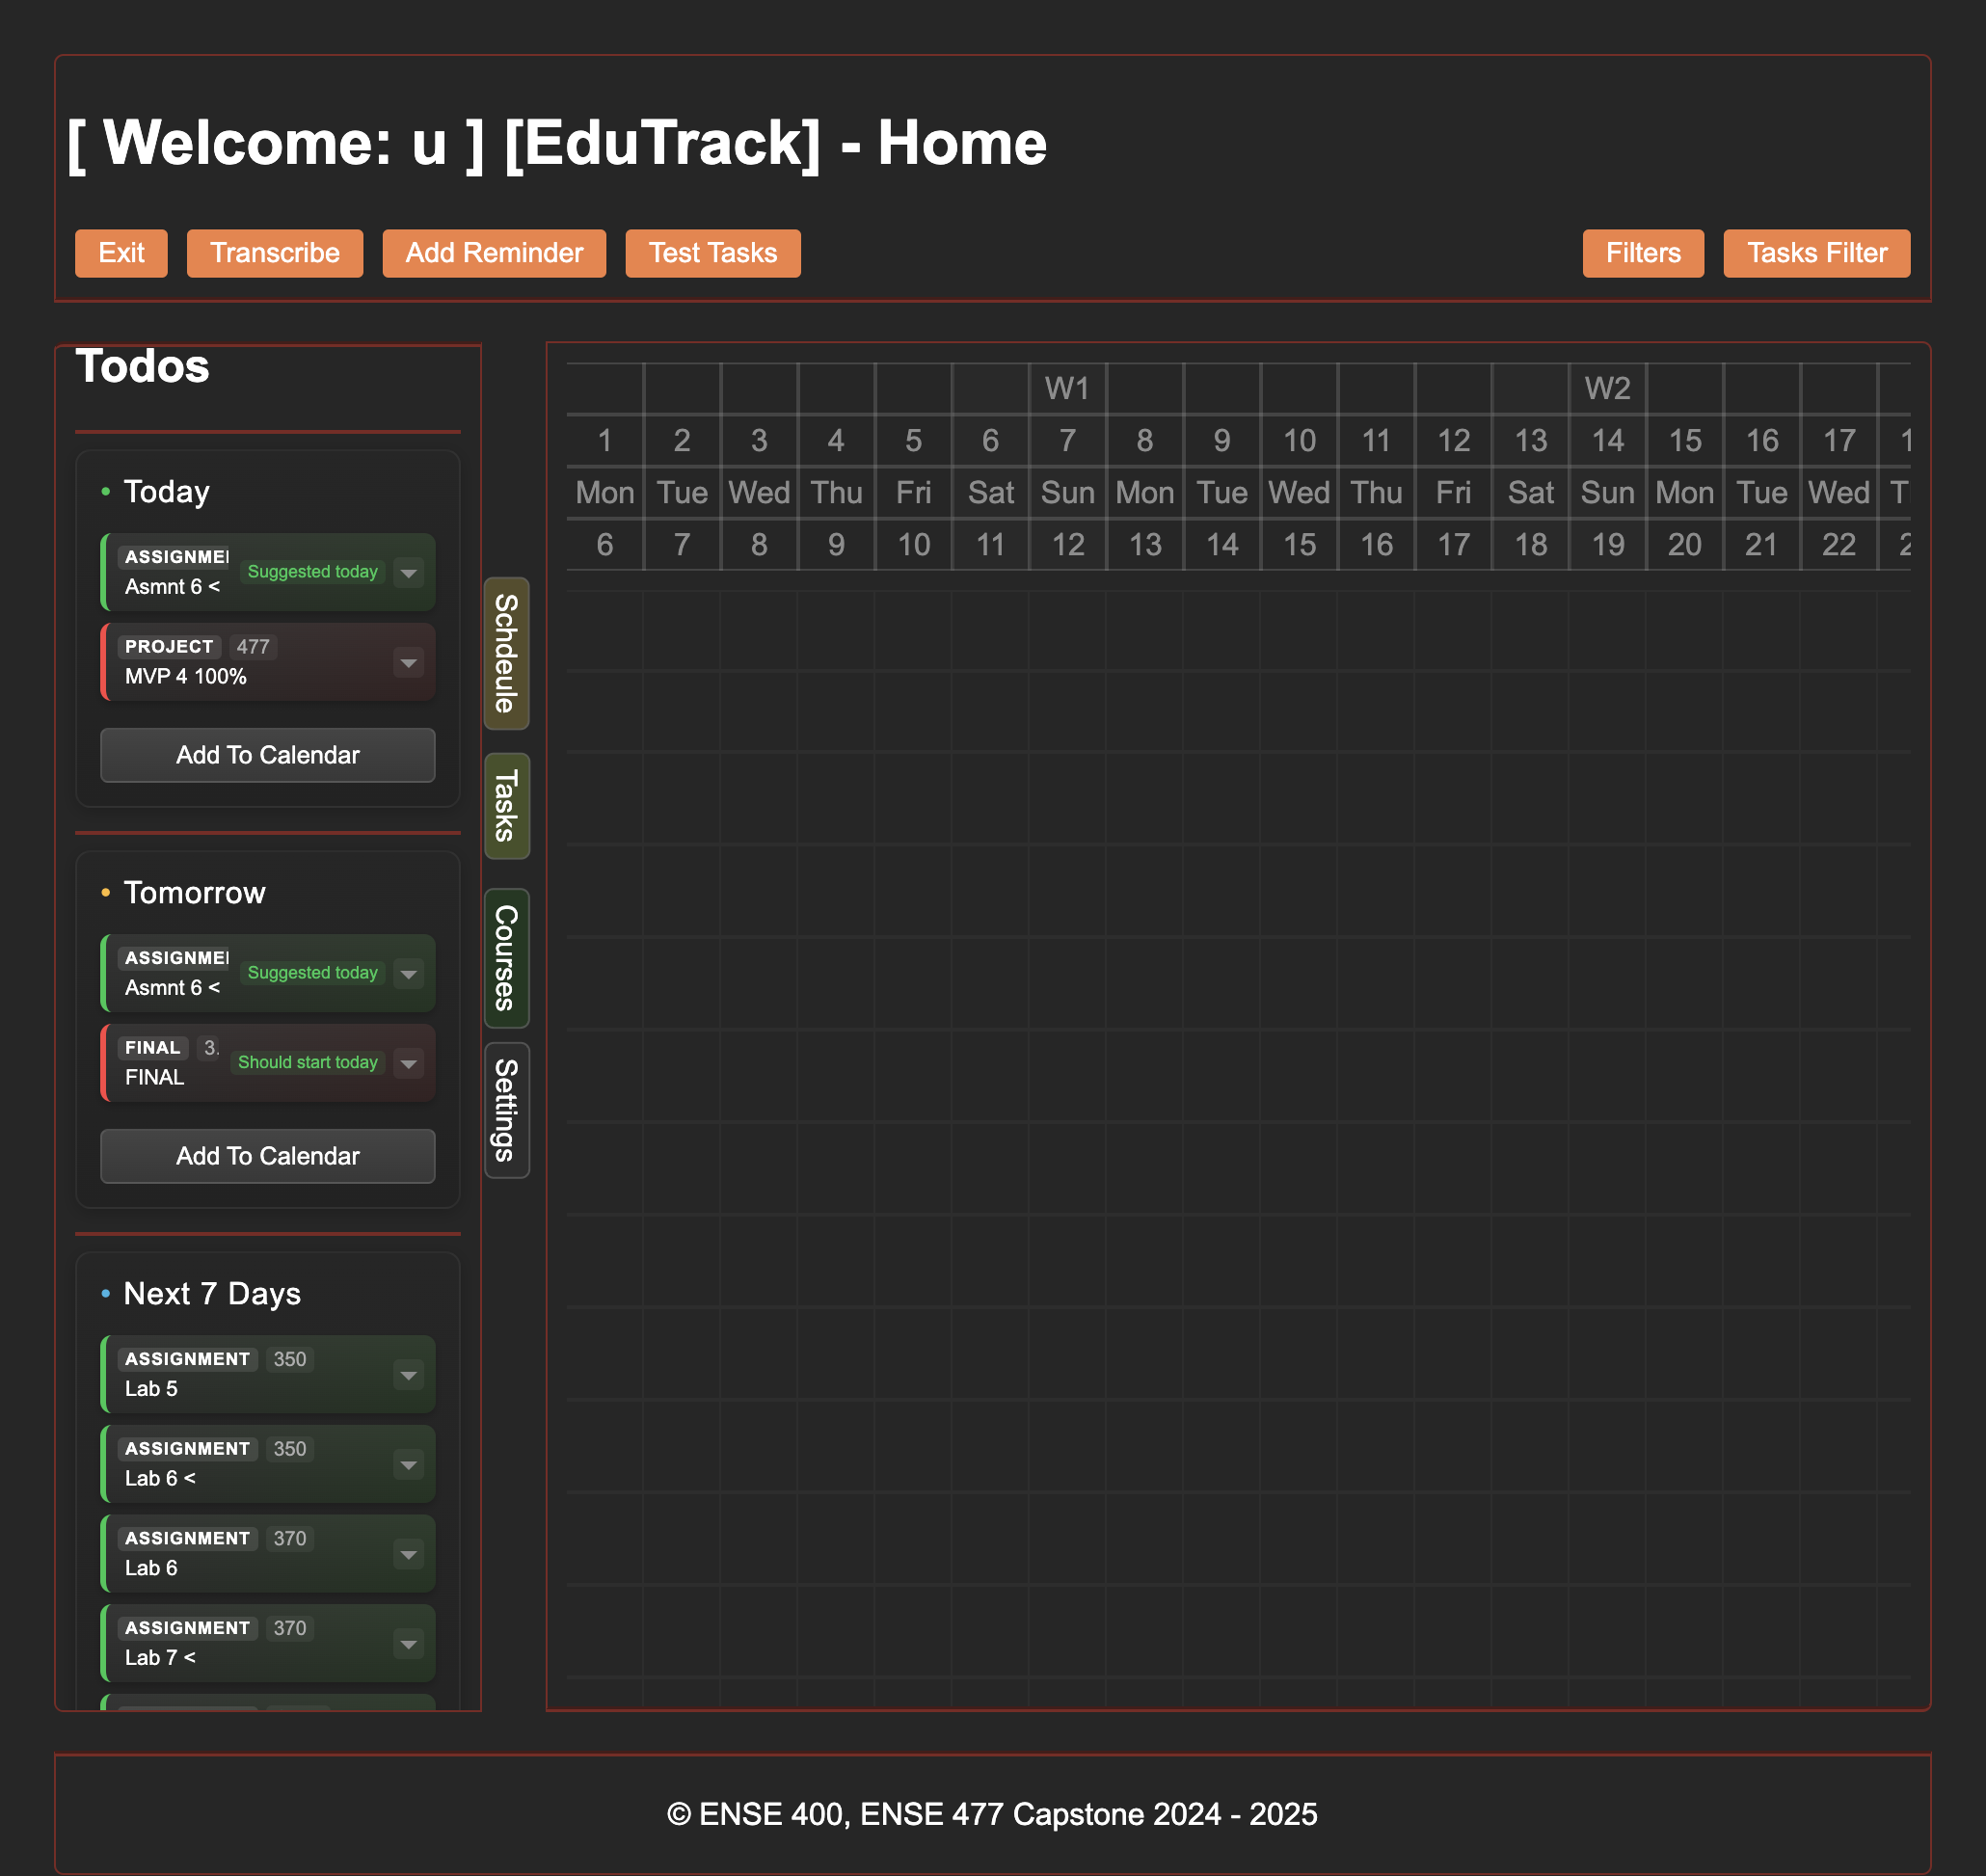 [ Welcome: u ] [EduTrack] - Home
Exit Transcribe Add Reminder Test Tasks Filters Tasks Filter
Todos
Today
ASSIGNMEI
Asmnt 6 <
Suggested today
PROJECT 477
MVP 4 100%
Add To Calendar
Tomorrow
ASSIGNMEI
Asmnt 6 <
Suggested today
FINAL 3.
FINAL
Should start today
Add To Calendar
Next 7 Days
ASSIGNMENT 350
Lab 5
ASSIGNMENT 350
Lab 6 <
ASSIGNMENT 370
Lab 6
ASSIGNMENT 370
Lab 7 <
Schdeule
Tasks
Courses
Settings
W1 W2
1 2 3 4 5 6 7 8 9 10 11 12 13 14 15 16 17
Mon Tue Wed Thu Fri Sat Sun Mon Tue Wed Thu Fri Sat Sun Mon Tue Wed
6 7 8 9 10 11 12 13 14 15 16 17 18 19 20 21 22
© ENSE 400, ENSE 477 Capstone 2024 - 2025